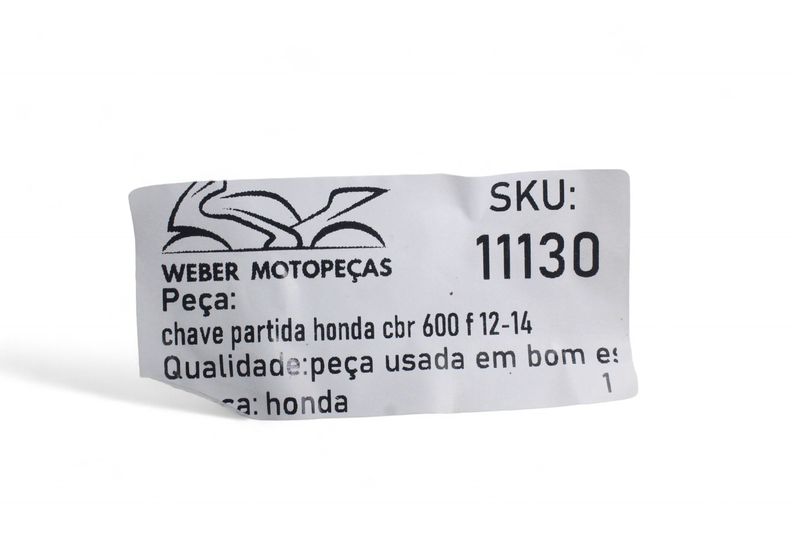 SKU:
11130
WEBER MOTOPEÇAS
Peça:
chave partida honda cbr 600 f 12-14
Qualidade:peça usada em bom
honda
1